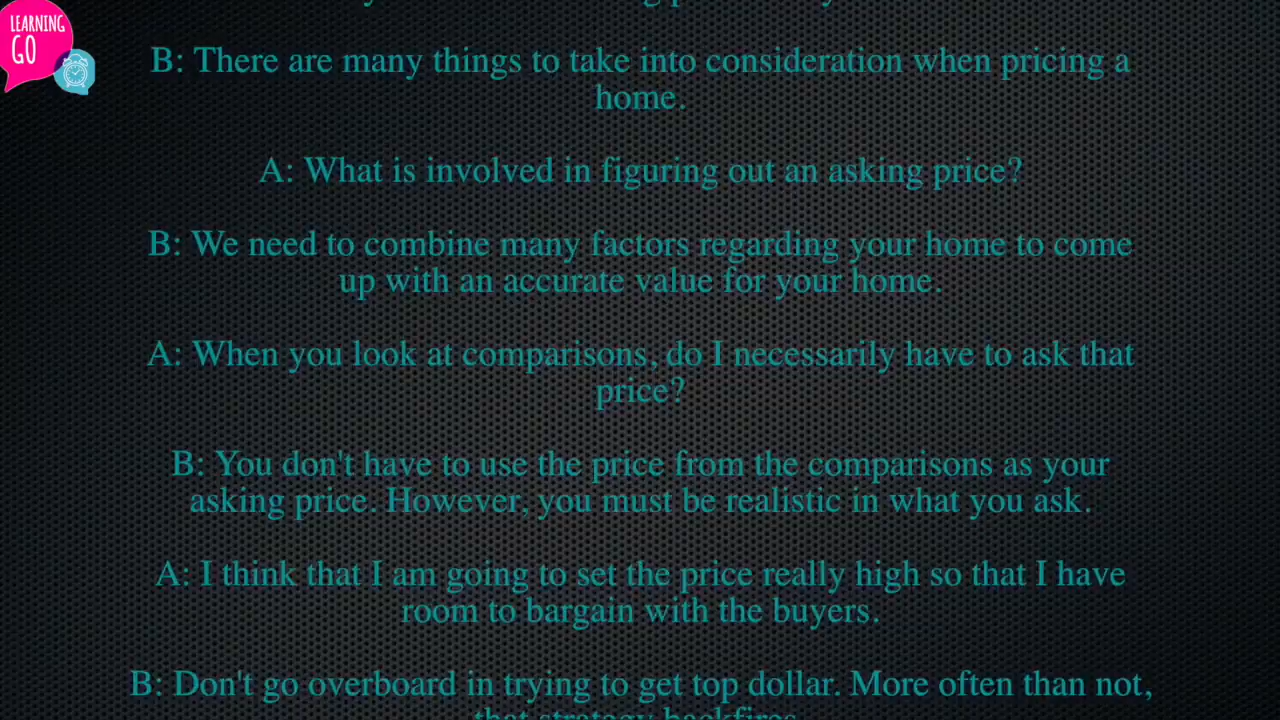 LEARNING
GO
B: There are many things to take into consideration when pricing a
home.
A: What is involved in figuring out an asking price?
B: We need to combine many factors regarding your home to come
up with an accurate value for your home.
A: When you look at comparisons, do I necessarily have to ask that
price?
B: You don't have to use the price from the comparisons as your
asking price. However, you must be realistic in what you ask.
A: I think that I am going to set the price really high so that I have
room to bargain with the buyers.
B: Don't go overboard in trying to get top dollar. More often than not,
that strategy backfires.